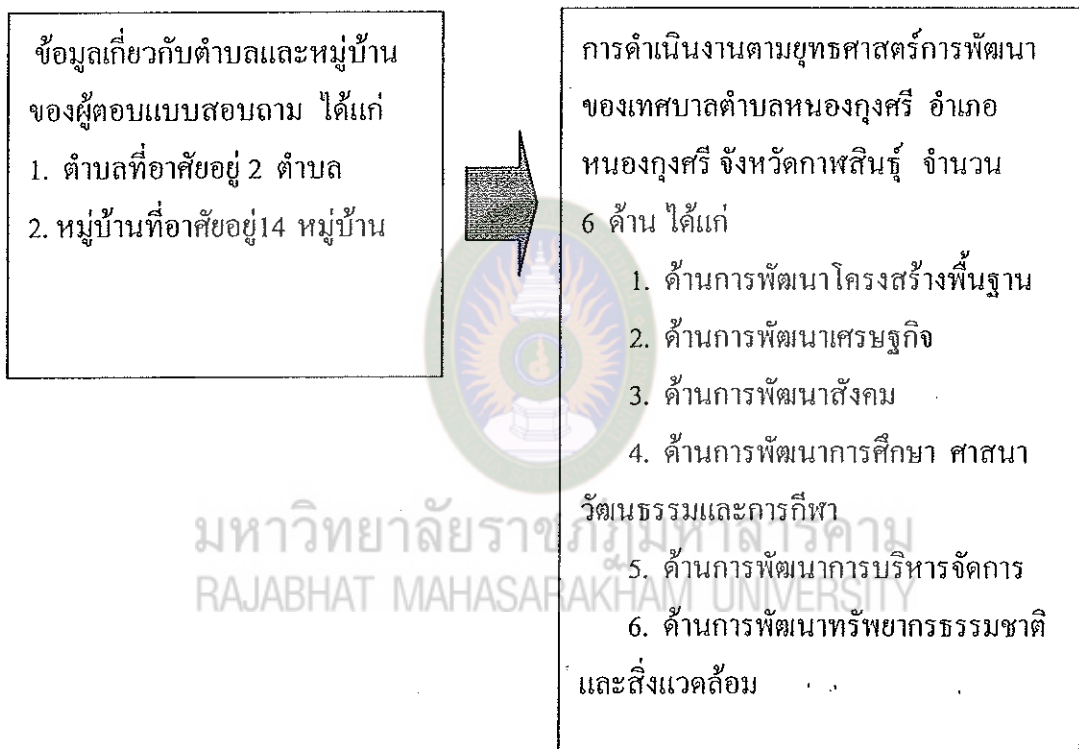 ข้อมูลเกี่ยวกับตำบลและหมู่บ้าน
ของผู้ตอบแบบสอบถาม ได้แก่
1. ตำบลที่อาศัยอยู่ 2 ตำบล
2. หมู่บ้านที่อาศัยอยู่14 หมู่บ้าน
การดำเนินงานตามยุทธศาสตร์การพัฒนา
ของเทศบาลตำบลหนองกุงศรี อำเภอ
หนองกุงศรี จังหวัดกาฬสินธุ์ จำนวน
6 ด้าน ได้แก่
1. ด้านการพัฒนาโครงสร้างพื้นฐาน
2. ด้านการพัฒนาเศรษฐกิจ
3. ด้านการพัฒนาสังคม
4. ด้านการพัฒนาการศึกษา ศาสนา
วัฒนธรรมและการกีฬา
5. ด้านการพัฒนาการบริหารจัดการ
6. ด้านการพัฒนาทรัพยากรธรรมชาติ
และสิ่งแวดล้อม
มหาวิทยาลัยราชภัฏมหาสารคาม
RAJABHAT MAHASARAKHAM UNIVERSITY